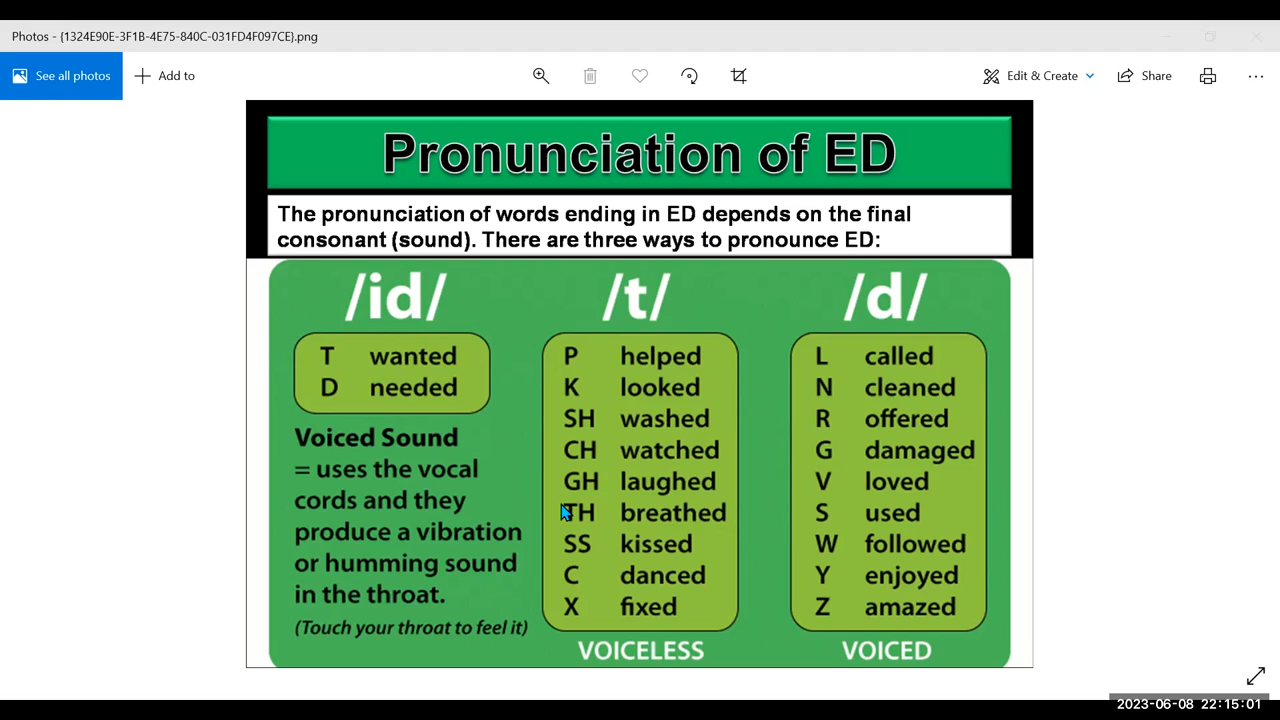 Photos - {1324E90E-3F1B-4E75-840C-031FD4F097CE}.png
See all photos
Add to
Edit & Create
Share
Pronunciation of ED
The pronunciation of words ending in ED depends on the final
consonant (sound). There are three ways to pronounce ED:
/id/
T wanted
D needed
Voiced Sound
= uses the vocal
cords and they
produce a vibration
or humming sound
in the throat.
(Touch your throat to feel it)
/t/
P helped
K looked
SH washed
CH watched
GH laughed
TH breathed
SS kissed
C danced
X fixed
VOICELESS
/d/
L called
N cleaned
R offered
G damaged
V loved
S used
W followed
Y enjoyed
Z amazed
VOICED
2023-06-08 22:15:01